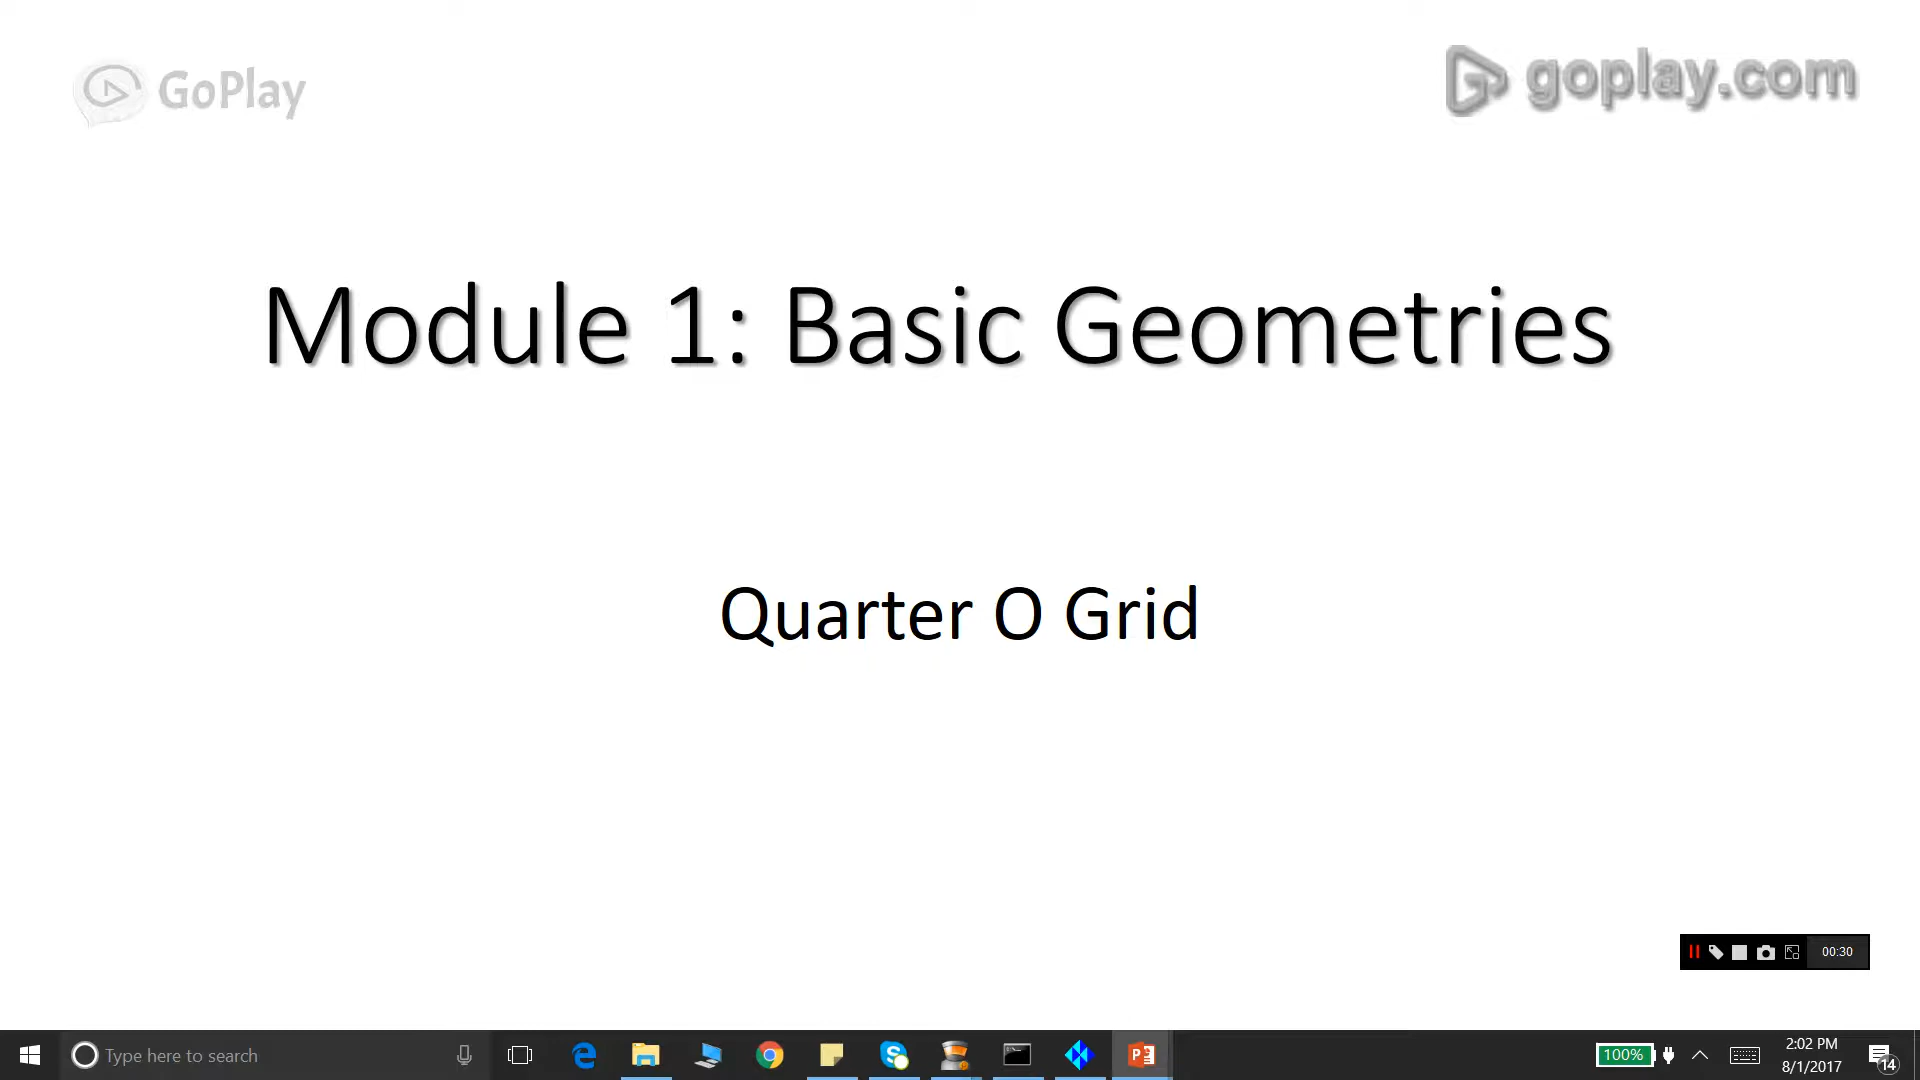 GoPlay
goplay.com
Module 1: Basic Geometries
Quarter O Grid
00:30
Type here to search
100%
2:02 PM
8/1/2017
14